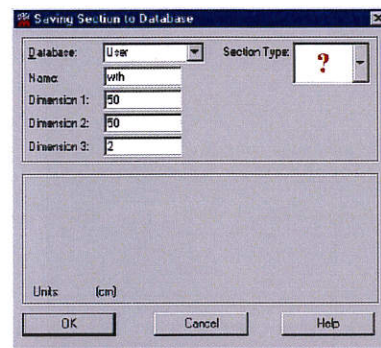 Saving Section to Database
Database: User Section Type: ?
Name: wth
Dimension 1: 50
Dimension 2: 50
Dimension 3: 2
Units (cm)
OK Cancel Help